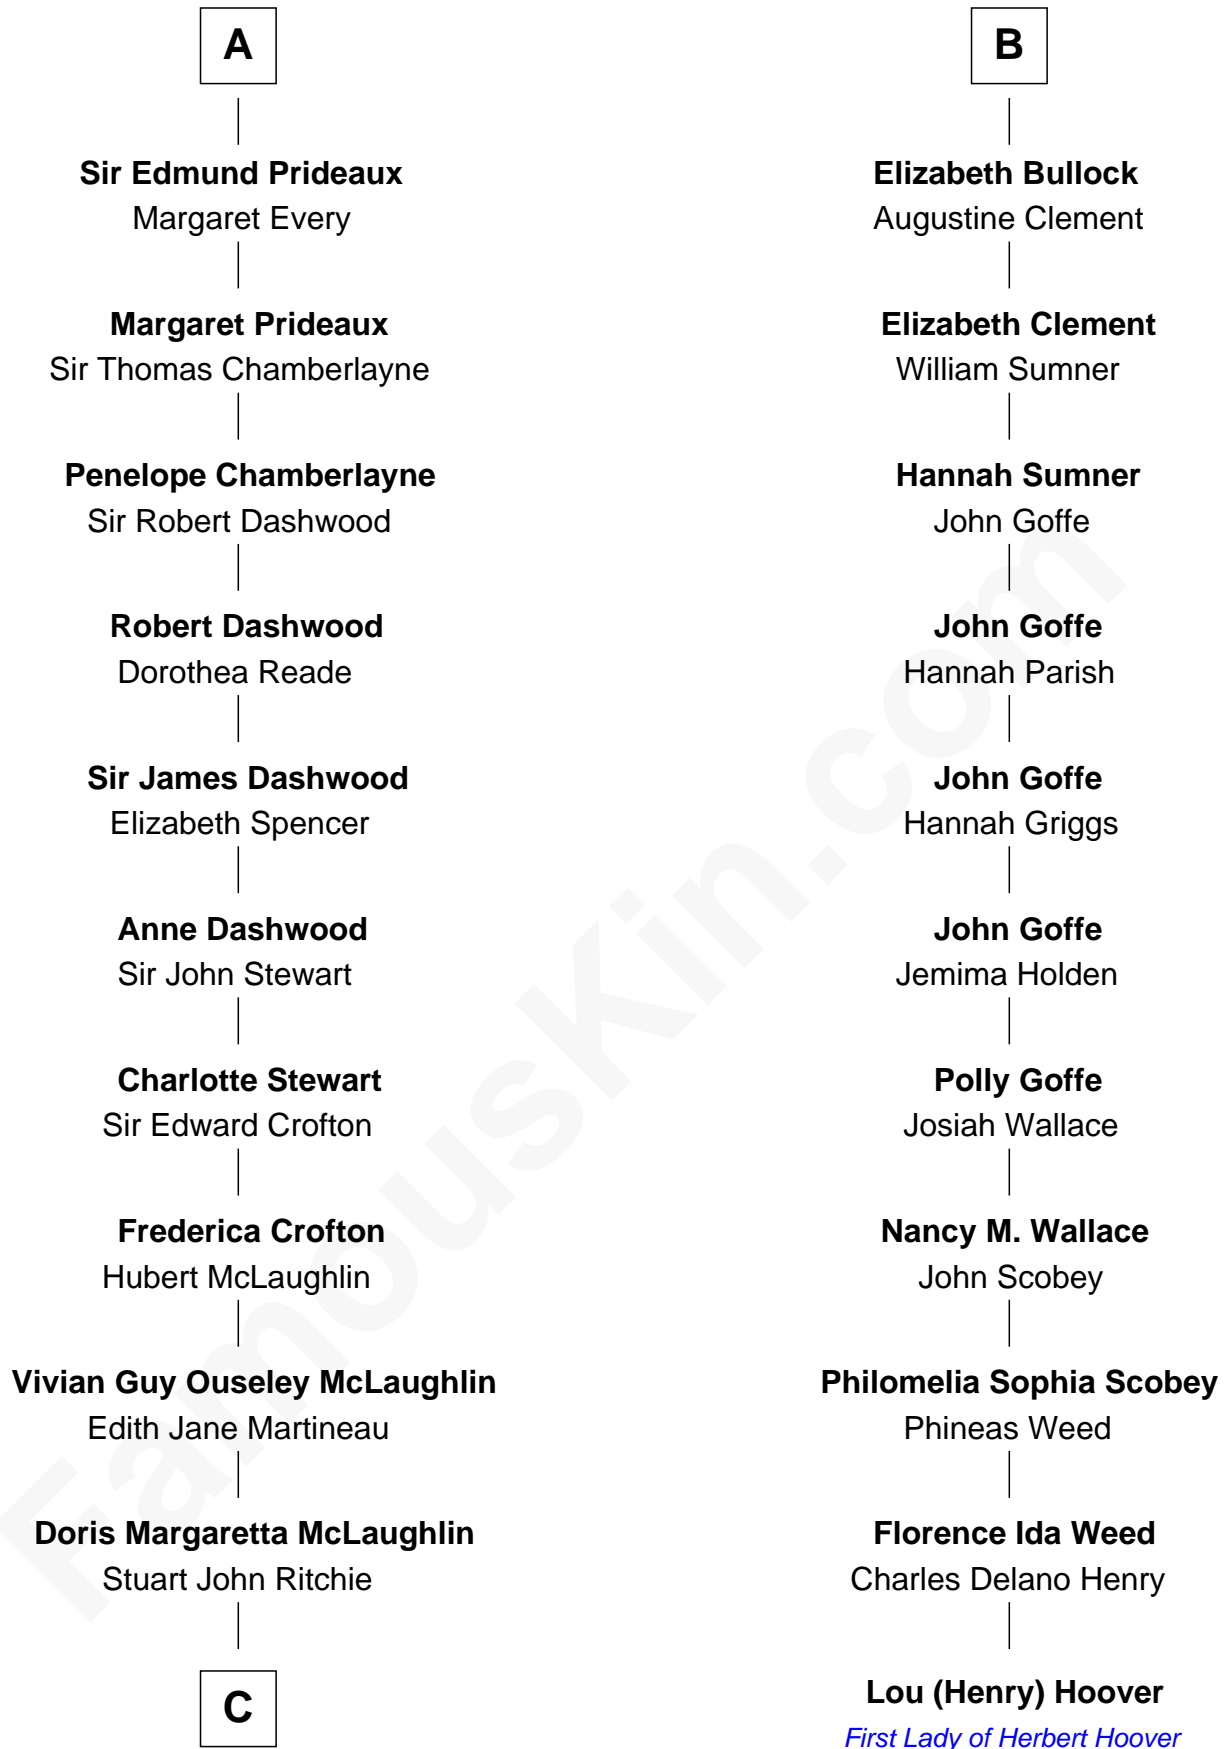 A
Sir Edmund Prideaux
Margaret Every
Margaret Prideaux
Sir Thomas Chamberlayne
Penelope Chamberlayne
Sir Robert Dashwood
Robert Dashwood
Dorothea Reade
Sir James Dashwood
Elizabeth Spencer
Anne Dashwood
Sir John Stewart
Charlotte Stewart
Sir Edward Crofton
Frederica Crofton
Hubert McLaughlin
Vivian Guy Ouseley McLaughlin
Edith Jane Martineau
Doris Margaretta McLaughlin
Stuart John Ritchie
C
B
Elizabeth Bullock
Augustine Clement
Elizabeth Clement
William Sumner
Hannah Sumner
John Goffe
John Goffe
Hannah Parish
John Goffe
Hannah Griggs
John Goffe
Jemima Holden
Polly Goffe
Josiah Wallace
Nancy M. Wallace
John Scobey
Philomelia Sophia Scobey
Phineas Weed
Florence Ida Weed
Charles Delano Henry
Lou (Henry) Hoover
First Lady of Herbert Hoover
FamousKin.com